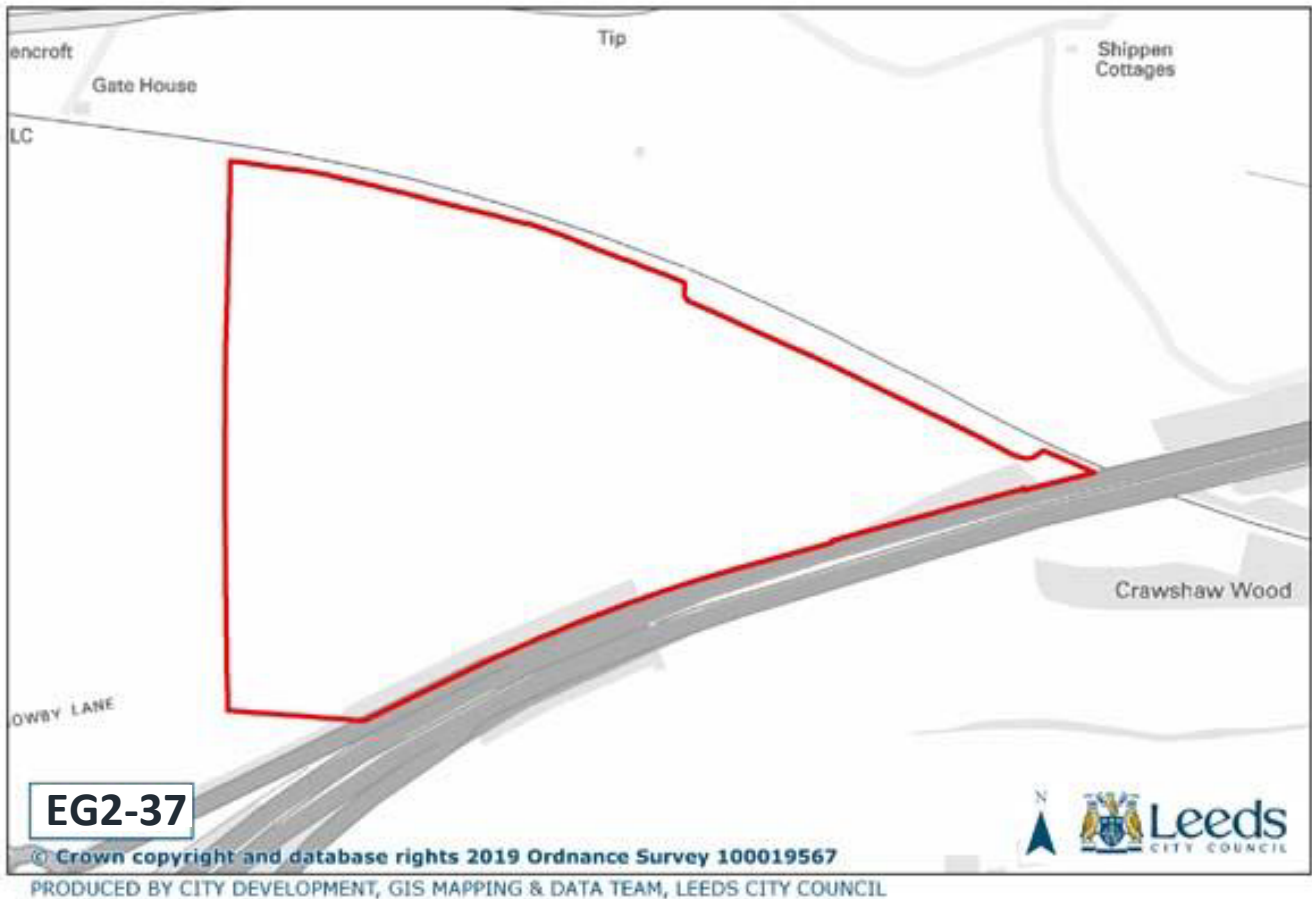 encroft
Tip
Shippen
Cottages
Gate House
LC
Crawshaw Wood
OWBY LANE
EG2-37
N
Leeds
CITY COUNCIL
© Crown copyright and database rights 2019 Ordnance Survey 100019567
PRODUCED BY CITY DEVELOPMENT, GIS MAPPING & DATA TEAM, LEEDS CITY COUNCIL